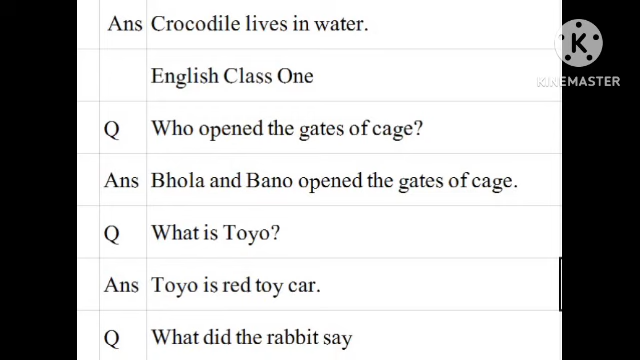 Ans Crocodile lives in water.
English Class One
Q Who opened the gates of cage?
Ans Bhola and Bano opened the gates of cage.
Q What is Toyo?
Ans Toyo is red toy car.
Q What did the rabbit say
K
KINEMASTER